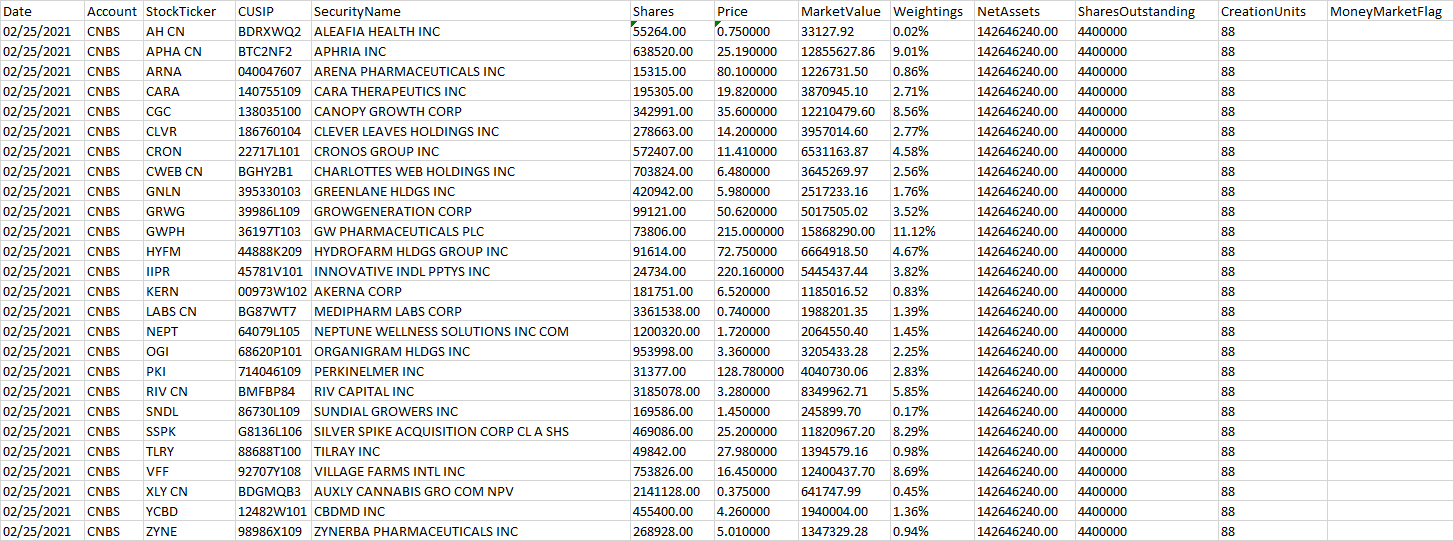 Date Account StockTicker CUSIP SecurityName Shares Price MarketValue Weightings NetAssets SharesOutstanding CreationUnits MoneyMarketFlag
02/25/2021 CNBS AH CN BDRXWQ2 ALEAFIA HEALTH INC 55264.00 0.750000 33127.92 0.02% 142646240.00 4400000 88
02/25/2021 CNBS APHA CN BTC2NF2 APHRIA INC 638520.00 25.190000 12855627.86 9.01% 142646240.00 4400000 88
02/25/2021 CNBS ARNA 040047607 ARENA PHARMACEUTICALS INC 15315.00 80.100000 1226731.50 0.86% 142646240.00 4400000 88
02/25/2021 CNBS CARA 140755109 CARA THERAPEUTICS INC 195305.00 19.820000 3870945.10 2.71% 142646240.00 4400000 88
02/25/2021 CNBS CGC 138035100 CANOPY GROWTH CORP 342991.00 35.600000 12210479.60 8.56% 142646240.00 4400000 88
02/25/2021 CNBS CLVR 186760104 CLEVER LEAVES HOLDINGS INC 278663.00 14.200000 3957014.60 2.77% 142646240.00 4400000 88
02/25/2021 CNBS CRON 22717L101 CRONOS GROUP INC 572407.00 11.410000 6531163.87 4.58% 142646240.00 4400000 88
02/25/2021 CNBS CWEB CN BGHY2B1 CHARLOTTES WEB HOLDINGS INC 703824.00 6.480000 3645269.97 2.56% 142646240.00 4400000 88
02/25/2021 CNBS GNLN 395330103 GREENLANE HLDGS INC 420942.00 5.980000 2517233.16 1.76% 142646240.00 4400000 88
02/25/2021 CNBS GRWG 39986L109 GROWGENERATION CORP 99121.00 50.620000 5017505.02 3.52% 142646240.00 4400000 88
02/25/2021 CNBS GWPH 36197T103 GW PHARMACEUTICALS PLC 73806.00 215.000000 15868290.00 11.12% 142646240.00 4400000 88
02/25/2021 CNBS HYFM 44888K209 HYDROFARM HLDGS GROUP INC 91614.00 72.750000 6664918.50 4.67% 142646240.00 4400000 88
02/25/2021 CNBS IIPR 45781V101 INNOVATIVE INDL PPTYS INC 24734.00 220.160000 5445437.44 3.82% 142646240.00 4400000 88
02/25/2021 CNBS KERN 00973W102 AKERNA CORP 181751.00 6.520000 1185016.52 0.83% 142646240.00 4400000 88
02/25/2021 CNBS LABS CN BG87WT7 MEDIPHARM LABS CORP 3361538.00 0.740000 1988201.35 1.39% 142646240.00 4400000 88
02/25/2021 CNBS NEPT 64079L105 NEPTUNE WELLNESS SOLUTIONS INC COM 1200320.00 1.720000 2064550.40 1.45% 142646240.00 4400000 88
02/25/2021 CNBS OGI 68620P101 ORGANIGRAM HLDGS INC 953998.00 3.360000 3205433.28 2.25% 142646240.00 4400000 88
02/25/2021 CNBS PKI 714046109 PERKINELMER INC 31377.00 128.780000 4040730.06 2.83% 142646240.00 4400000 88
02/25/2021 CNBS RIV CN BMFBP84 RIV CAPITAL INC 3185078.00 3.280000 8349962.71 5.85% 142646240.00 4400000 88
02/25/2021 CNBS SNDL 86730L109 SUNDIAL GROWERS INC 169586.00 1.450000 245899.70 0.17% 142646240.00 4400000 88
02/25/2021 CNBS SSPK G8136L106 SILVER SPIKE ACQUISITION CORP CL A SHS 469086.00 25.200000 11820967.20 8.29% 142646240.00 4400000 88
02/25/2021 CNBS TLRY 88688T100 TILRAY INC 49842.00 27.980000 1394579.16 0.98% 142646240.00 4400000 88
02/25/2021 CNBS VFF 92707Y108 VILLAGE FARMS INTL INC 753826.00 16.450000 12400437.70 8.69% 142646240.00 4400000 88
02/25/2021 CNBS XLY CN BDGMQB3 AUXLY CANNABIS GRO COM NPV 2141128.00 0.375000 641747.99 0.45% 142646240.00 4400000 88
02/25/2021 CNBS YCBD 12482W101 CBDMD INC 455400.00 4.260000 1940004.00 1.36% 142646240.00 4400000 88
02/25/2021 CNBS ZYNE 98986X109 ZYNERBA PHARMACEUTICALS INC 268928.00 5.010000 1347329.28 0.94% 142646240.00 4400000 88